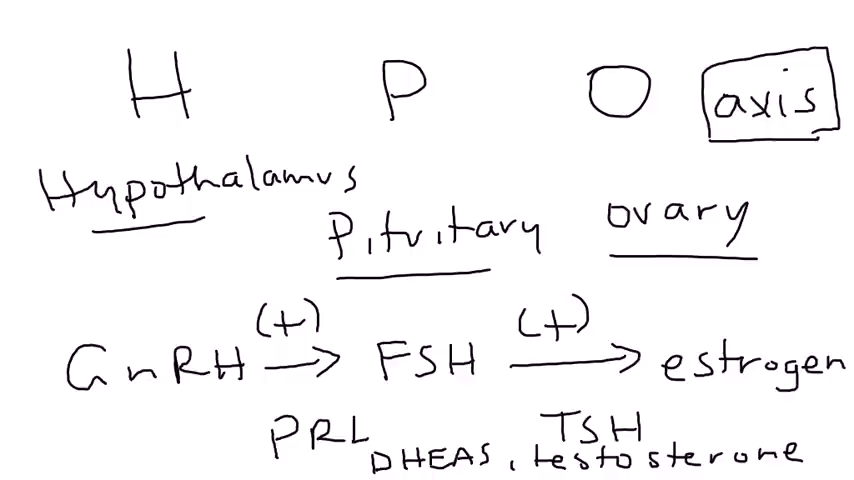 H P O axis
Hypothalamus
Pituitary ovary
(+) (+)
GnRH → FSH → estrogen
PRL TSH
DHEAS, testosterone